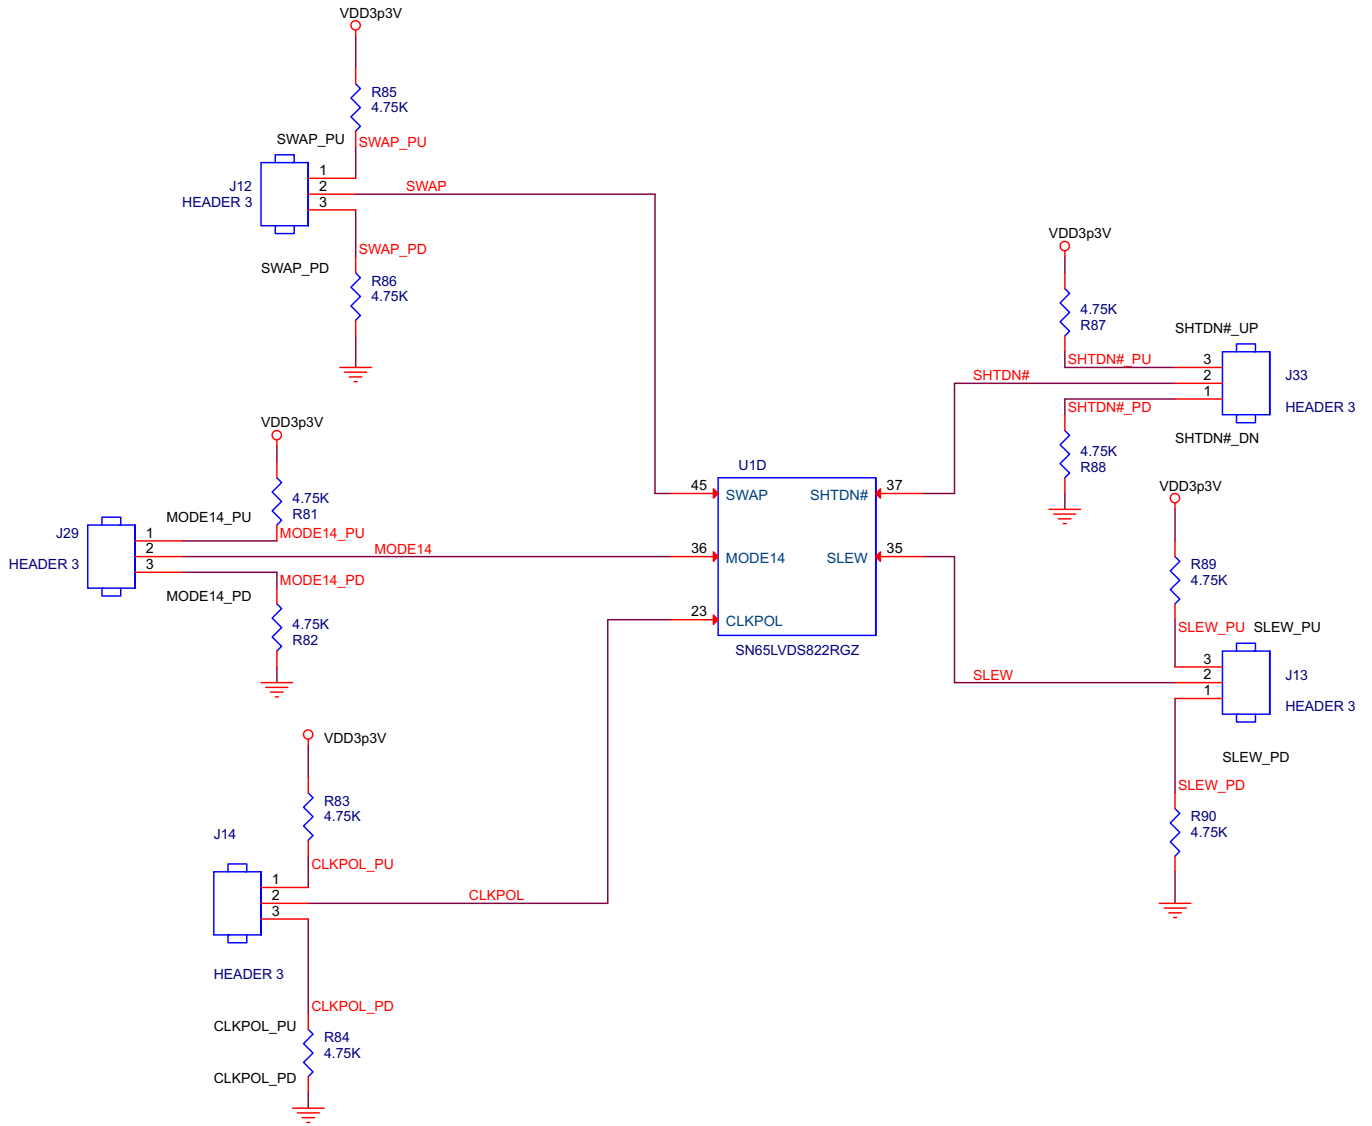 VDD3p3V
R85
4.75K
SWAP_PU
SWAP_PU
1
2
3
SWAP
J12
HEADER 3
SWAP_PD
SWAP_PD
R86
4.75K
VDD3p3V
4.75K
R81
MODE14_PU
MODE14_PU
J29
HEADER 3
1
2
3
MODE14
MODE14_PD
MODE14_PD
4.75K
R82
VDD3p3V
R83
4.75K
J14
CLKPOL_PU
1
2
3
CLKPOL
HEADER 3
CLKPOL_PD
CLKPOL_PU
R84
4.75K
CLKPOL_PD
U1D
45
SWAP
SHTDN#
37
36
MODE14
SLEW
35
23
CLKPOL
SN65LVDS822RGZ
VDD3p3V
4.75K
R87
SHTDN#_UP
SHTDN#_PU
3
2
1
SHTDN#
J33
HEADER 3
SHTDN#_PD
SHTDN#_DN
4.75K
R88
VDD3p3V
R89
4.75K
SLEW_PU
SLEW_PU
3
2
1
SLEW
J13
HEADER 3
SLEW_PD
SLEW_PD
R90
4.75K